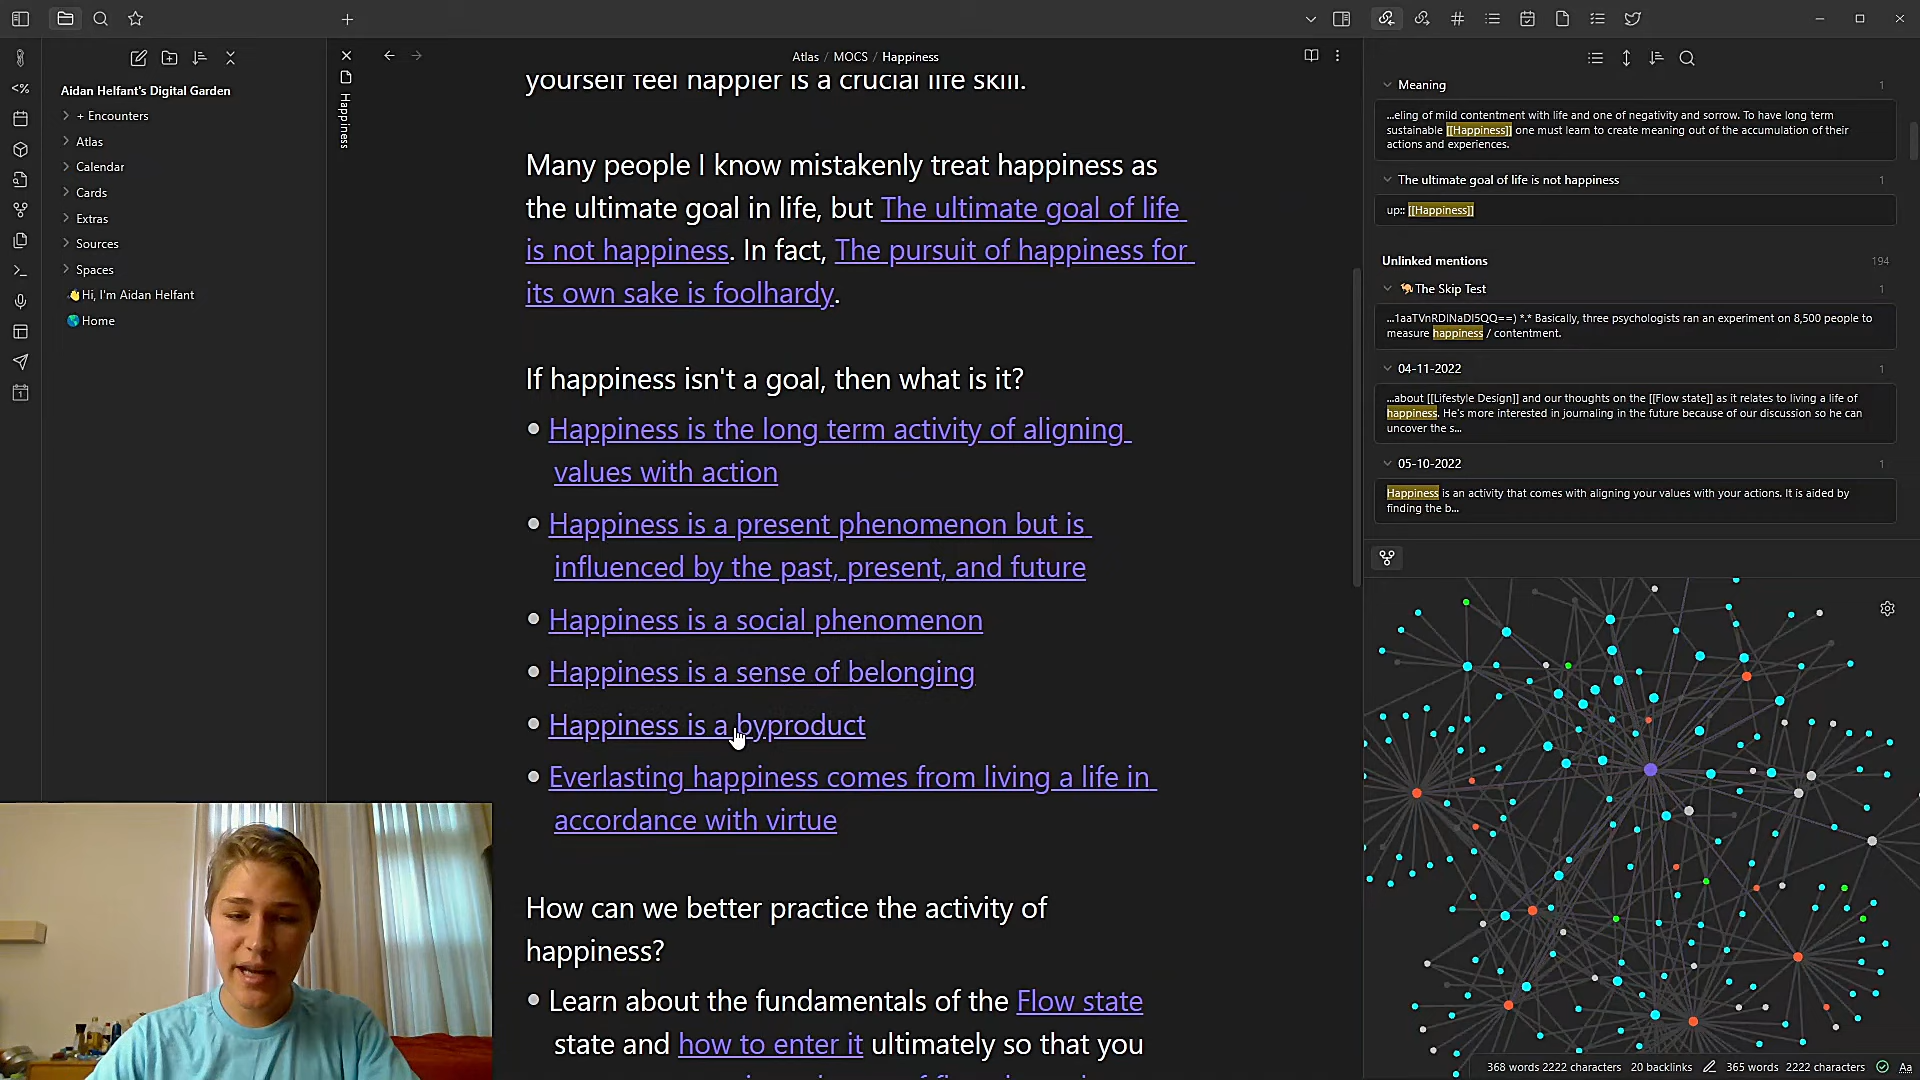 Aidan Helfant's Digital Garden
+ Encounters
Atlas
Calendar
Cards
Extras
Sources
Spaces
Hi, I'm Aidan Helfant
Home
Happiness
Atlas / MOCS / Happiness
yourself feel happier is a crucial life skill.
Many people I know mistakenly treat happiness as
the ultimate goal in life, but The ultimate goal of life
is not happiness. In fact, The pursuit of happiness for
its own sake is foolhardy.
If happiness isn't a goal, then what is it?
Happiness is the long term activity of aligning
values with action
Happiness is a present phenomenon but is
influenced by the past, present, and future
Happiness is a social phenomenon
Happiness is a sense of belonging
Happiness is a byproduct
Everlasting happiness comes from living a life in
accordance with virtue
How can we better practice the activity of
happiness?
Learn about the fundamentals of the Flow state
state and how to enter it ultimately so that you
Meaning 1
...eling of mild contentment with life and one of negativity and sorrow. To have long term
sustainable [[Happiness]] one must learn to create meaning out of the accumulation of their
actions and experiences.
The ultimate goal of life is not happiness 1
up:: [[Happiness]]
Unlinked mentions 194
The Skip Test 1
...1aaTVnRDlNaDI5QQ==) *.* Basically, three psychologists ran an experiment on 8,500 people to
measure happiness / contentment.
04-11-2022 1
...about [[Lifestyle Design]] and our thoughts on the [[Flow state]] as it relates to living a life of
happiness. He's more interested in journaling in the future because of our discussion so he can
uncover the s...
05-10-2022 1
Happiness is an activity that comes with aligning your values with your actions. It is aided by
finding the b...
368 words 2222 characters 20 backlinks 365 words 2222 characters Aa